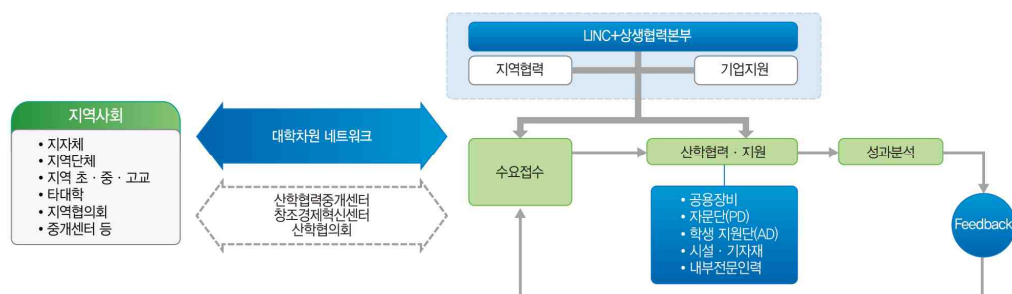 LINC+상생협력본부
지역협력
기업지원
지역사회
• 지자체
• 지역단체
• 지역 초 · 중 · 고교
• 타대학
• 지역협의회
• 중개센터 등
대학차원 네트워크
산학협력중개센터
창조경제혁신센터
산학협의회
수요접수
산학협력 · 지원
성과분석
• 공용장비
• 자문단(PD)
• 학생 지원단(AD)
• 시설 · 기자재
• 내부전문인력
Feedback